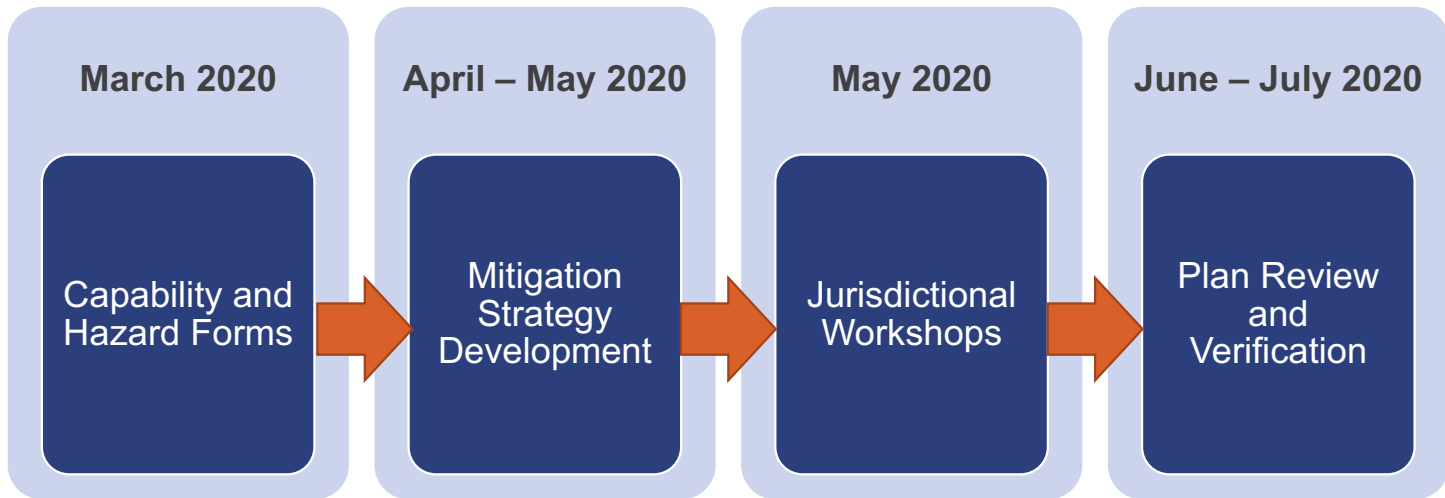 March 2020
Capability and
Hazard Forms
April – May 2020
Mitigation
Strategy
Development
May 2020
Jurisdictional
Workshops
June – July 2020
Plan Review
and
Verification